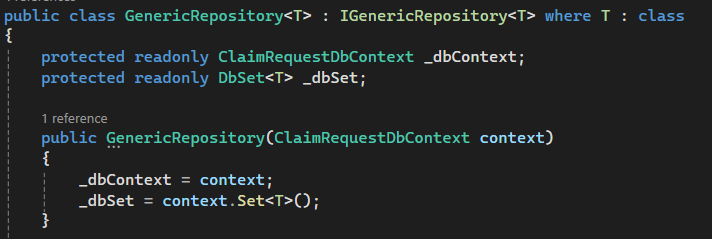 public class GenericRepository<T> : IGenericRepository<T> where T : class
{
protected readonly ClaimRequestDbContext _dbContext;
protected readonly DbSet<T> _dbSet;
1 reference
public GenericRepository(ClaimRequestDbContext context)
{
_dbContext = context;
_dbSet = context.Set<T>();
}